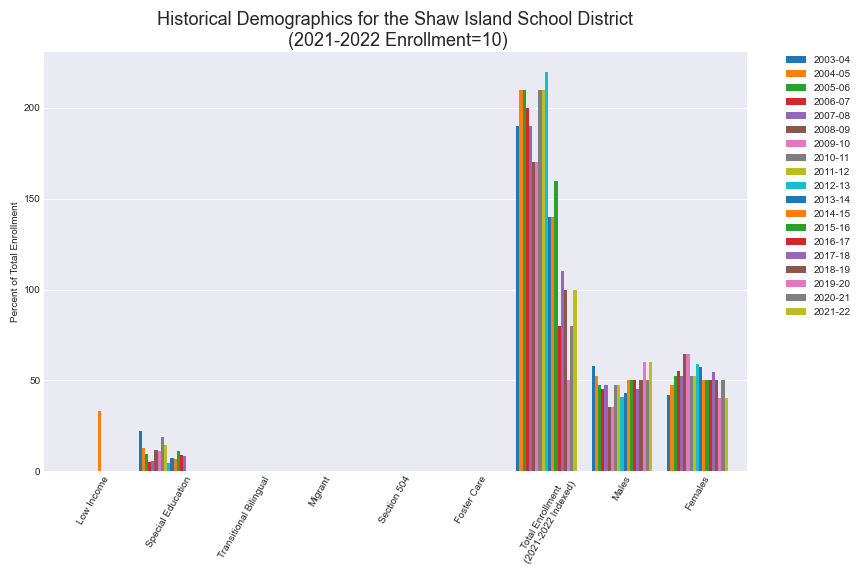 Historical Demographics for the Shaw Island School District
(2021-2022 Enrollment=10)
Percent of Total Enrollment
200
150
100
50
0
Low Income
Special Education
Transitional Bilingual
Migrant
Section 504
Foster Care
Total Enrollment
(2021-2022 Indexed)
Males
Females
2003-04
2004-05
2005-06
2006-07
2007-08
2008-09
2009-10
2010-11
2011-12
2012-13
2013-14
2014-15
2015-16
2016-17
2017-18
2018-19
2019-20
2020-21
2021-22